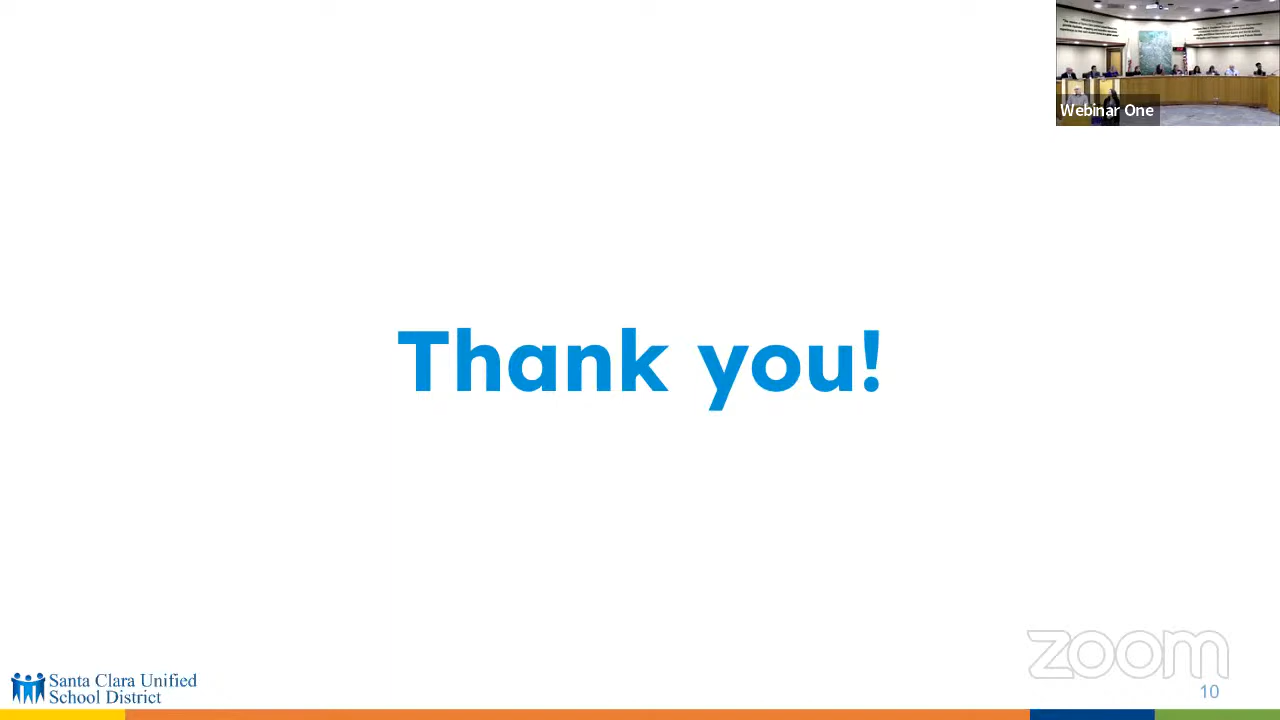 Webinar One
Thank you!
zoom
Santa Clara Unified
School District
10